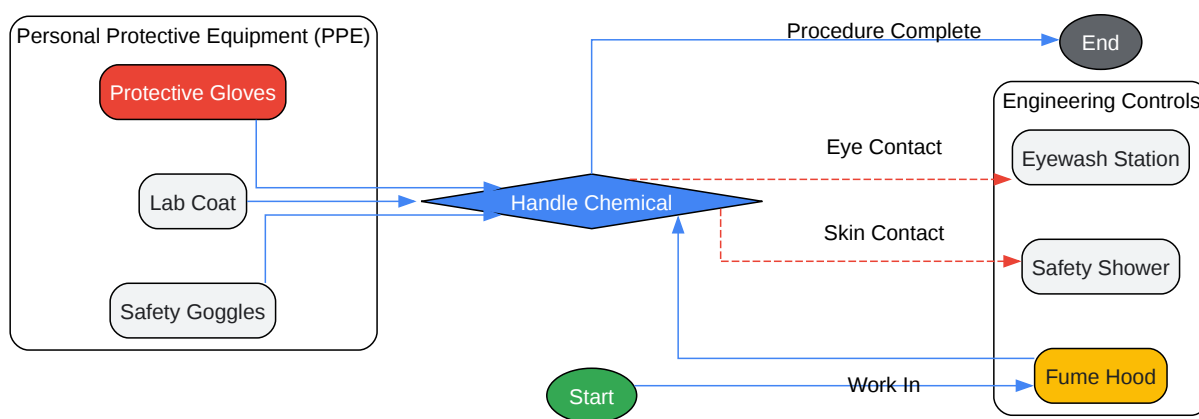 Personal Protective Equipment (PPE)
Protective Gloves
Lab Coat
Safety Goggles
Handle Chemical
Start
Procedure Complete
End
Engineering Controls
Eye Contact
Eyewash Station
Skin Contact
Safety Shower
Work In
Fume Hood